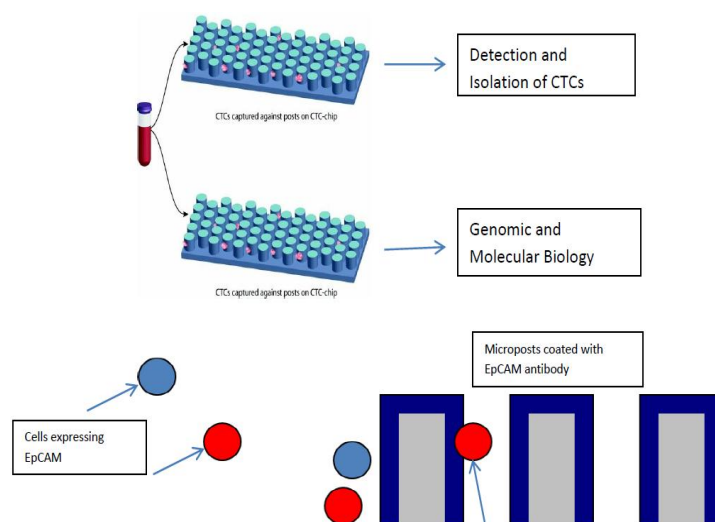 Detection and
Isolation of CTCs
CTCs captured against posts on CTC-chip
Genomic and
Molecular Biology
CTCs captured against posts on CTC-chip
Microposts coated with
EpCAM antibody
Cells expressing
EpCAM